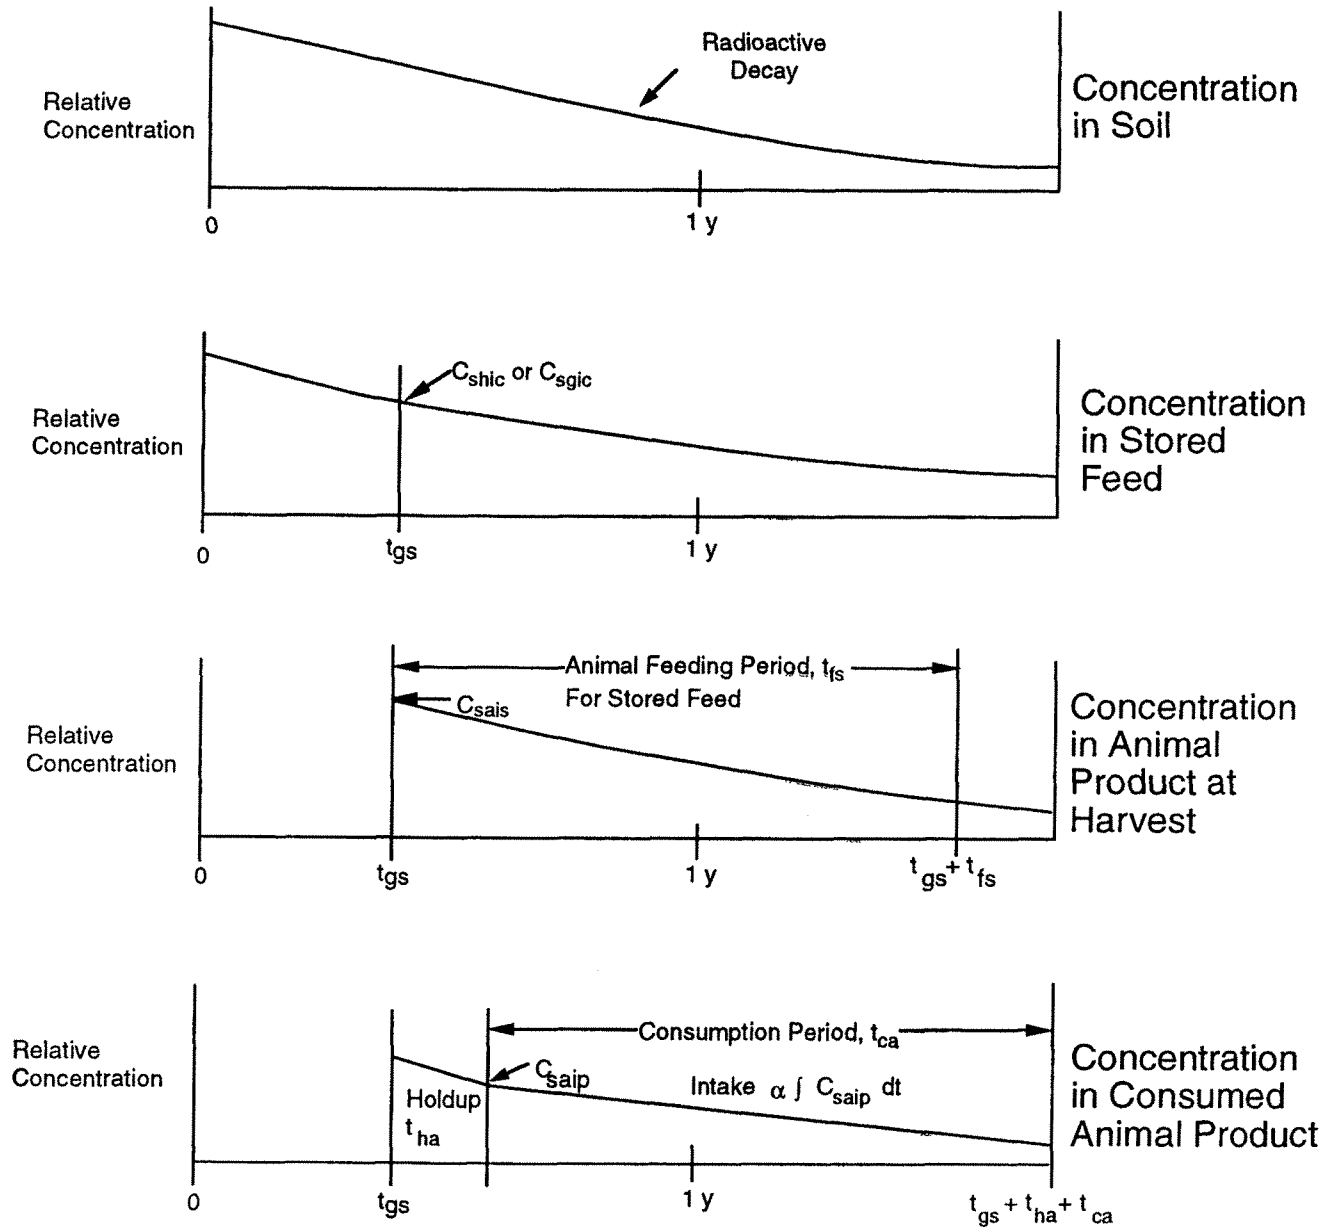 Radioactive
Decay
Relative
Concentration
Concentration
in Soil
0
1 y
C_shic or C_sgic
Relative
Concentration
Concentration
in Stored
Feed
0
t_gs
1 y
Animal Feeding Period, t_fs
For Stored Feed
C_sais
Relative
Concentration
Concentration
in Animal
Product at
Harvest
0
t_gs
1 y
t_gs + t_fs
Consumption Period, t_ca
C_saip
Intake α ∫ C_saip dt
Holdup
t_ha
Relative
Concentration
Concentration
in Consumed
Animal Product
0
t_gs
1 y
t_gs + t_ha + t_ca